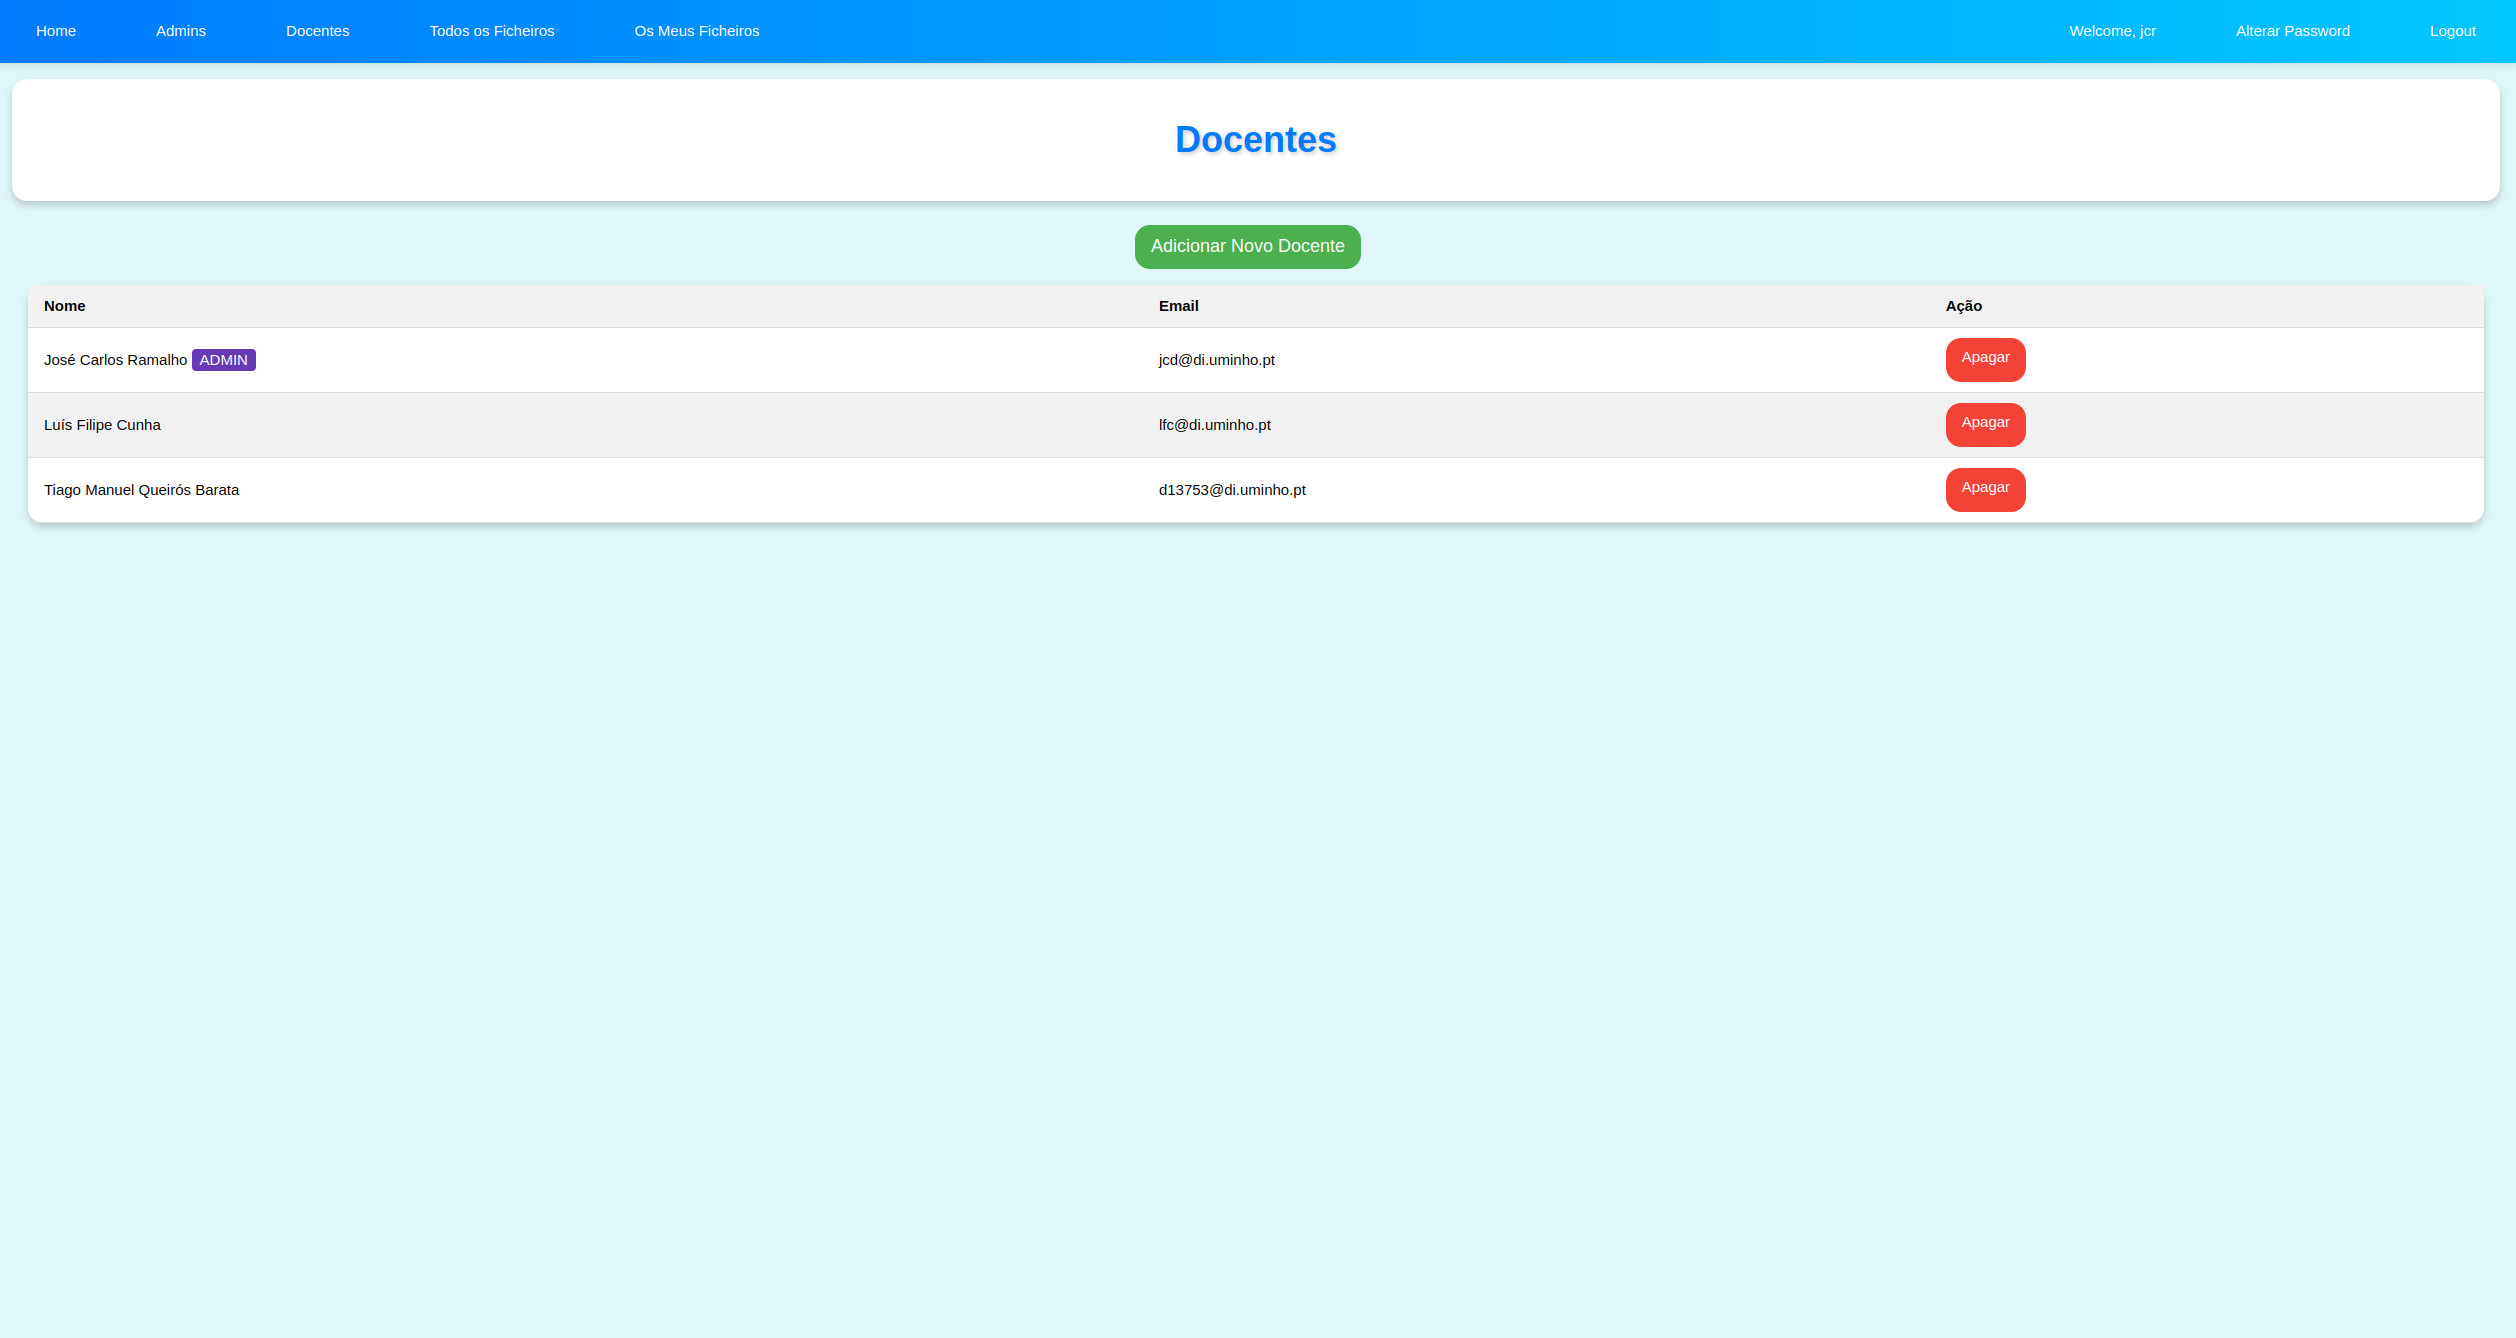 Home Admins Docentes Todos os Ficheiros Os Meus Ficheiros Welcome, jcr Alterar Password Logout
Docentes
Adicionar Novo Docente
Nome Email Ação
José Carlos Ramalho ADMIN jcd@di.uminho.pt Apagar
Luís Filipe Cunha lfc@di.uminho.pt Apagar
Tiago Manuel Queirós Barata d13753@di.uminho.pt Apagar